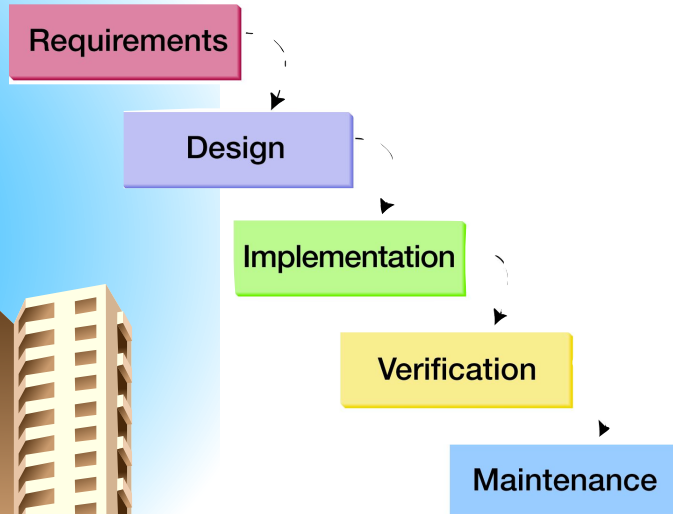 Requirements
Design
Implementation
Verification
Maintenance